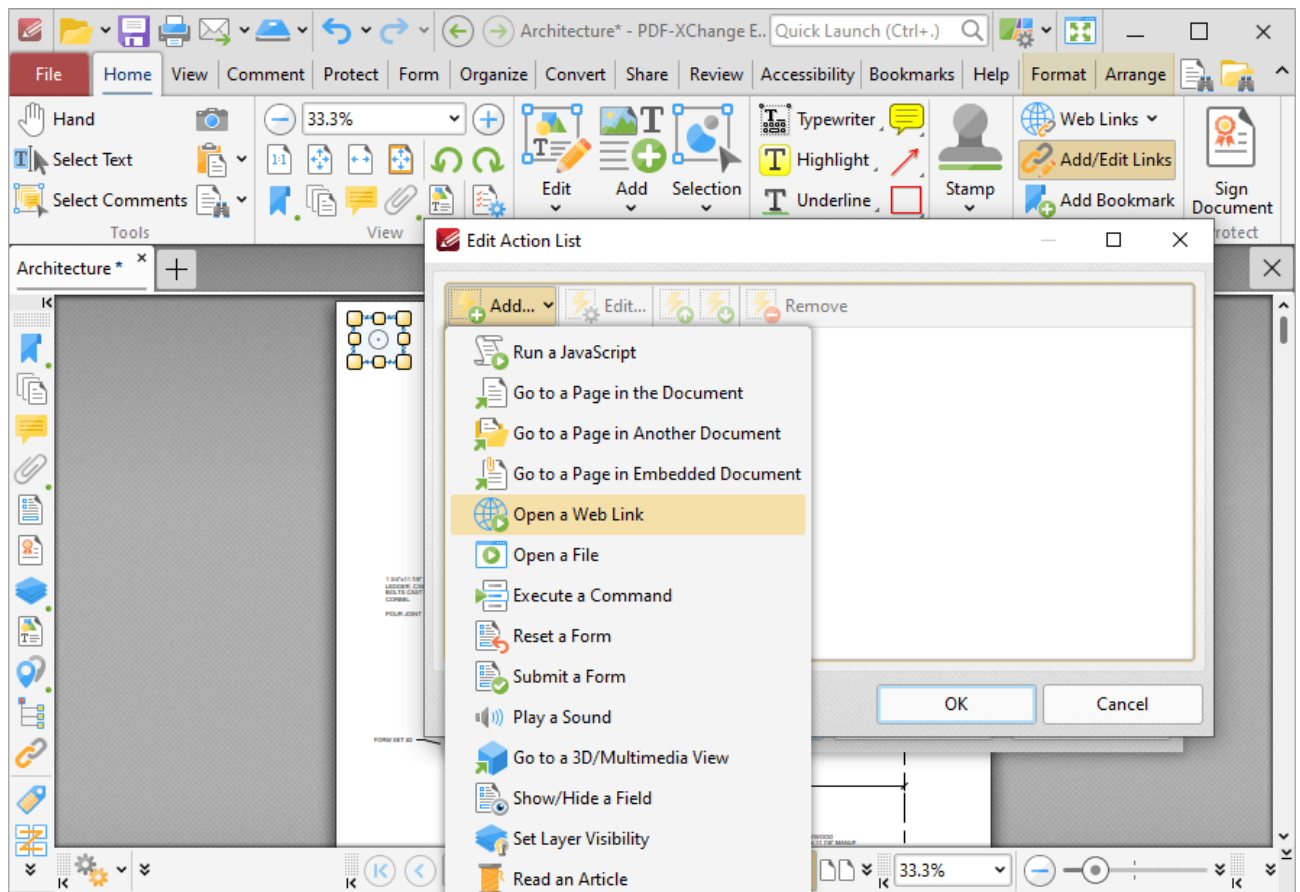 Architecture* - PDF-XChange E..
Quick Launch (Ctrl+.)
File Home View Comment Protect Form Organize Convert Share Review Accessibility Bookmarks Help Format Arrange
Hand
Select Text
Select Comments
Tools
33.3%
1:1
View
Edit
Add
Selection
Typewriter
Highlight
Underline
Stamp
Web Links
Add/Edit Links
Add Bookmark
Sign
Document
rotect
Architecture *
Edit Action List
Add... Edit... Remove
Run a JavaScript
Go to a Page in the Document
Go to a Page in Another Document
Go to a Page in Embedded Document
Open a Web Link
Open a File
Execute a Command
Reset a Form
Submit a Form
Play a Sound
Go to a 3D/Multimedia View
Show/Hide a Field
Set Layer Visibility
Read an Article
OK Cancel
CORBEL
POUR JOINT
33.3%